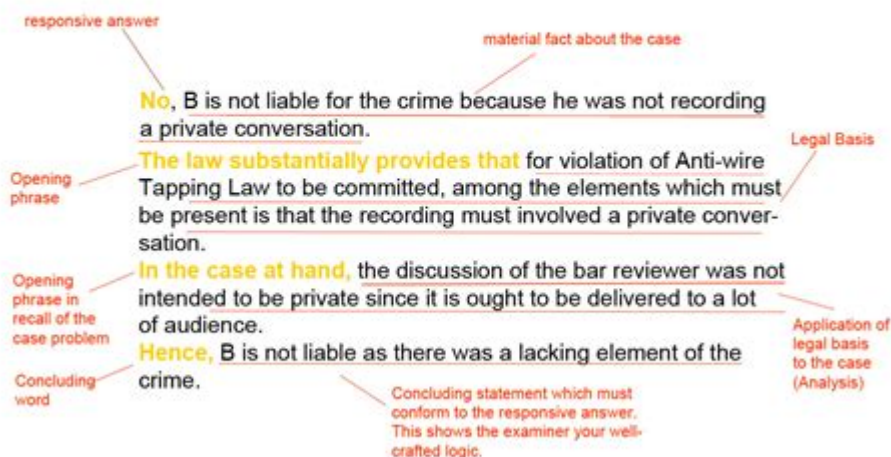 responsive answer
material fact about the case
No, B is not liable for the crime because he was not recording
a private conversation.
Legal Basis
The law substantially provides that for violation of Anti-wire
Opening
phrase
Tapping Law to be committed, among the elements which must
be present is that the recording must involved a private conver-
sation.
In the case at hand, the discussion of the bar reviewer was not
Opening
phrase in
recall of the
case problem
intended to be private since it is ought to be delivered to a lot
of audience.
Application of
legal basis
to the case
(Analysis)
Hence, B is not liable as there was a lacking element of the
crime.
Concluding
word
Concluding statement which must
conform to the responsive answer.
This shows the examiner your well-
crafted logic.